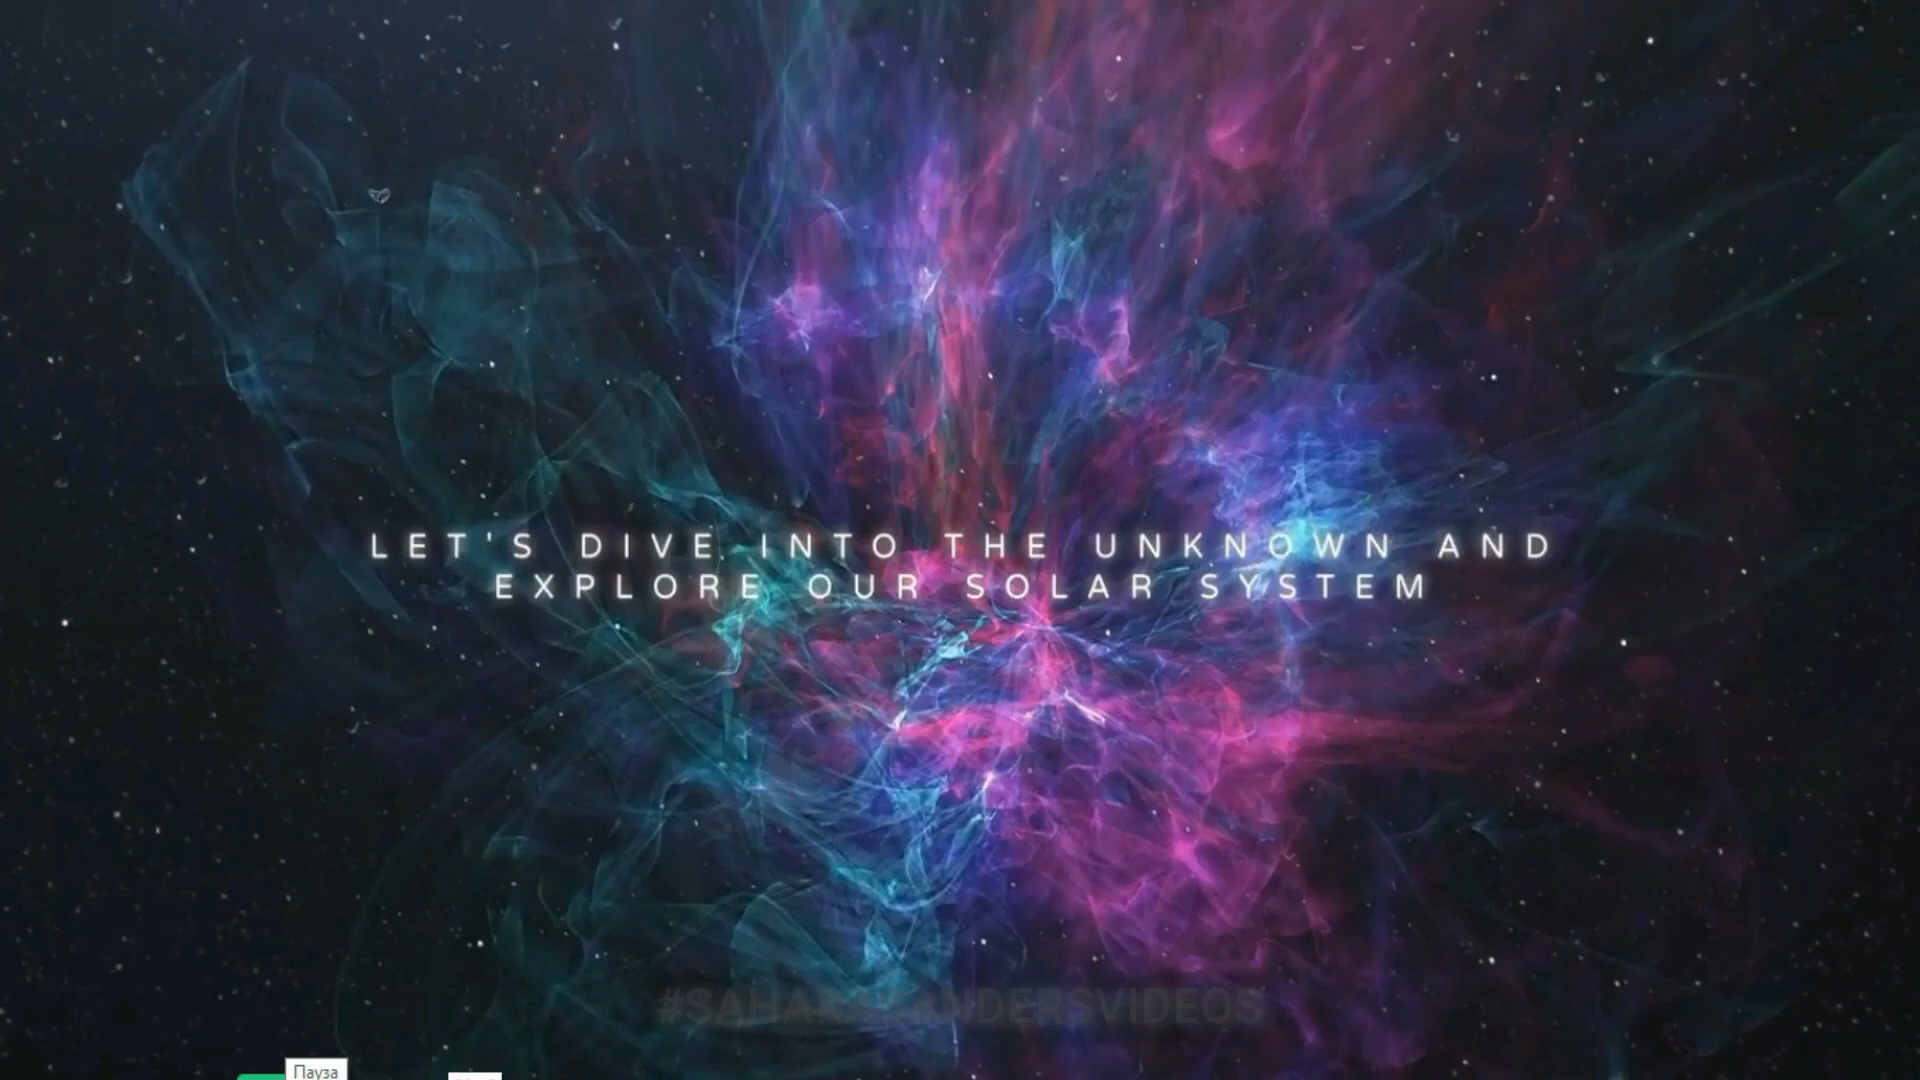 LET'S DIVE INTO THE UNKNOWN AND
EXPLORE OUR SOLAR SYSTEM
Пауза